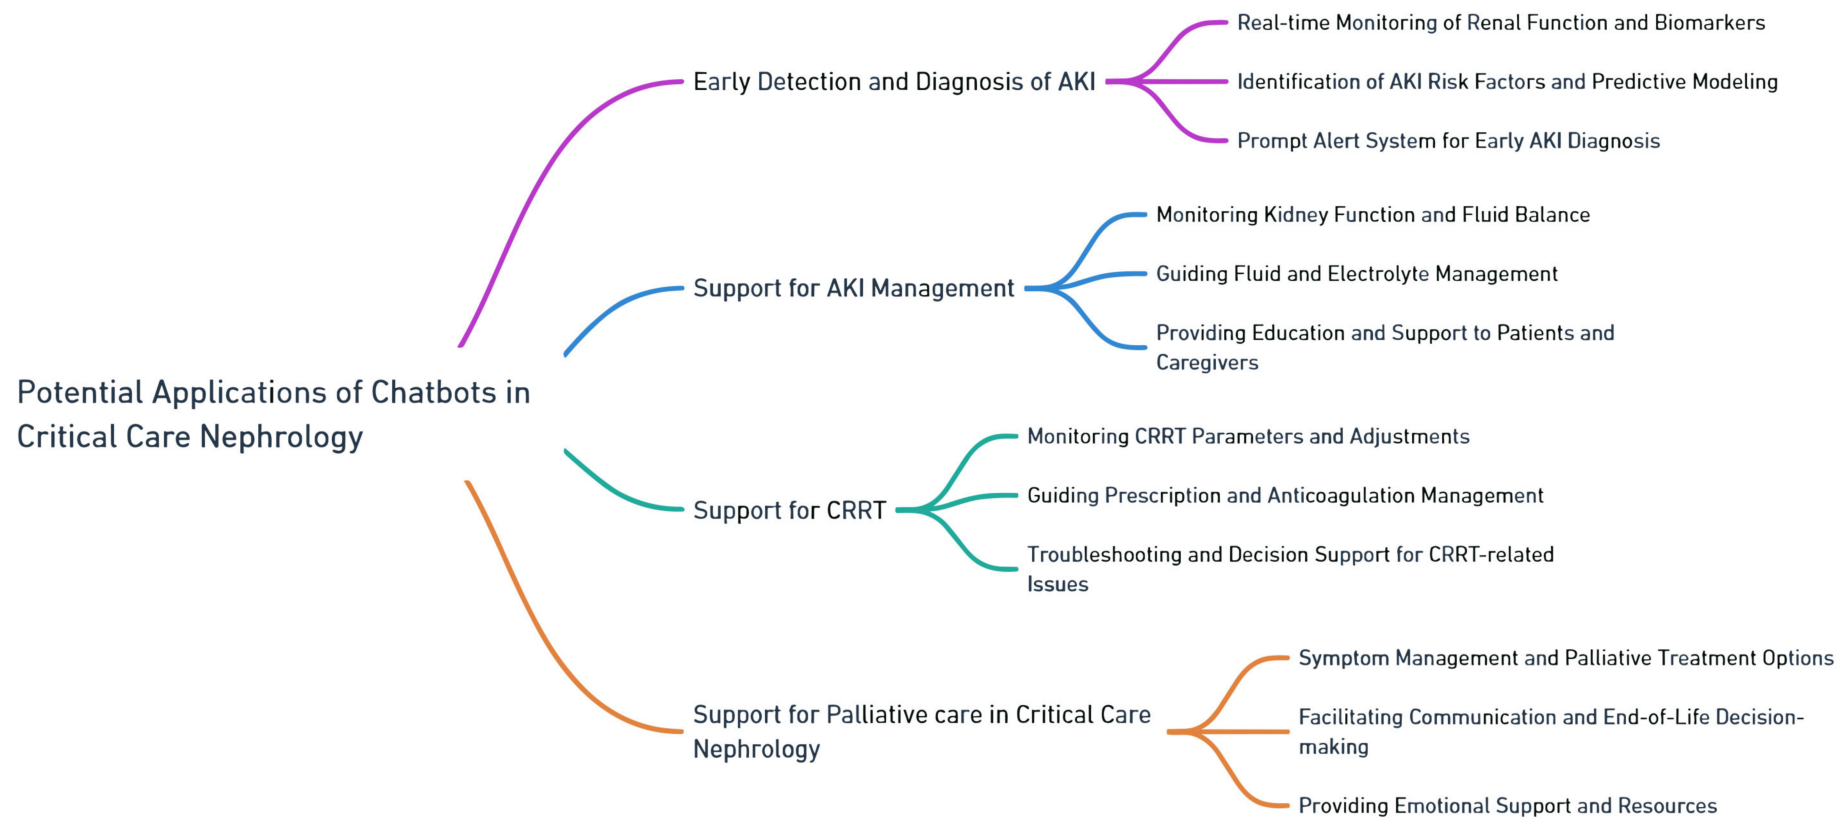 Potential Applications of Chatbots in
Critical Care Nephrology
Early Detection and Diagnosis of AKI
Real-time Monitoring of Renal Function and Biomarkers
Identification of AKI Risk Factors and Predictive Modeling
Prompt Alert System for Early AKI Diagnosis
Support for AKI Management
Monitoring Kidney Function and Fluid Balance
Guiding Fluid and Electrolyte Management
Providing Education and Support to Patients and
Caregivers
Support for CRRT
Monitoring CRRT Parameters and Adjustments
Guiding Prescription and Anticoagulation Management
Troubleshooting and Decision Support for CRRT-related
Issues
Support for Palliative care in Critical Care
Nephrology
Symptom Management and Palliative Treatment Options
Facilitating Communication and End-of-Life Decision-
making
Providing Emotional Support and Resources